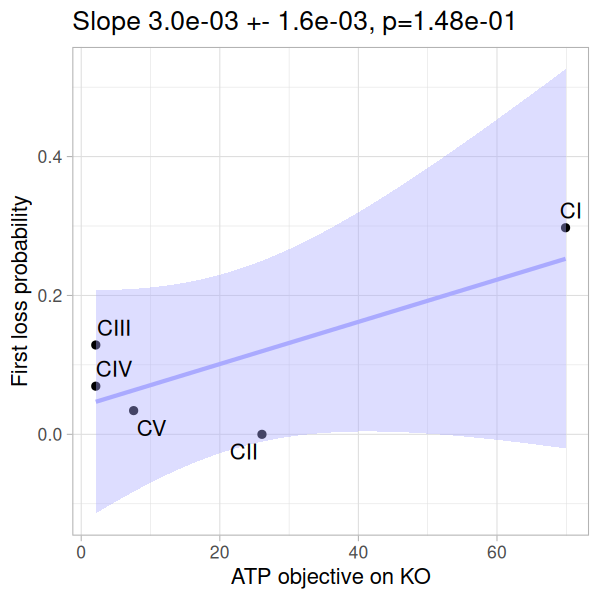 Slope 3.0e-03 +- 1.6e-03, p=1.48e-01
First loss probability
0.4
0.2
0.0
CI
CIII
CIV
CV
CII
0
20
40
60
ATP objective on KO